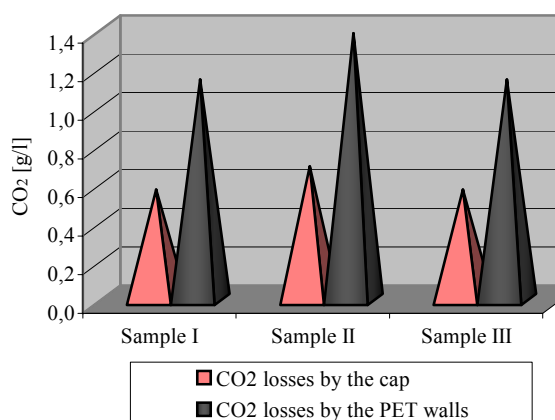 1,4
1,2
1,0
0,8
0,6
0,4
0,2
0,0
CO2 [g/l]
Sample I Sample II Sample III
CO2 losses by the cap
CO2 losses by the PET walls